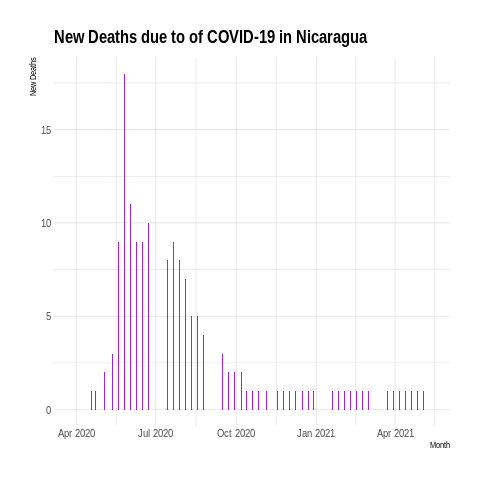 New Deaths due to of COVID-19 in Nicaragua
New Deaths
15
10
5
0
Apr 2020 Jul 2020 Oct 2020 Jan 2021 Apr 2021
Month